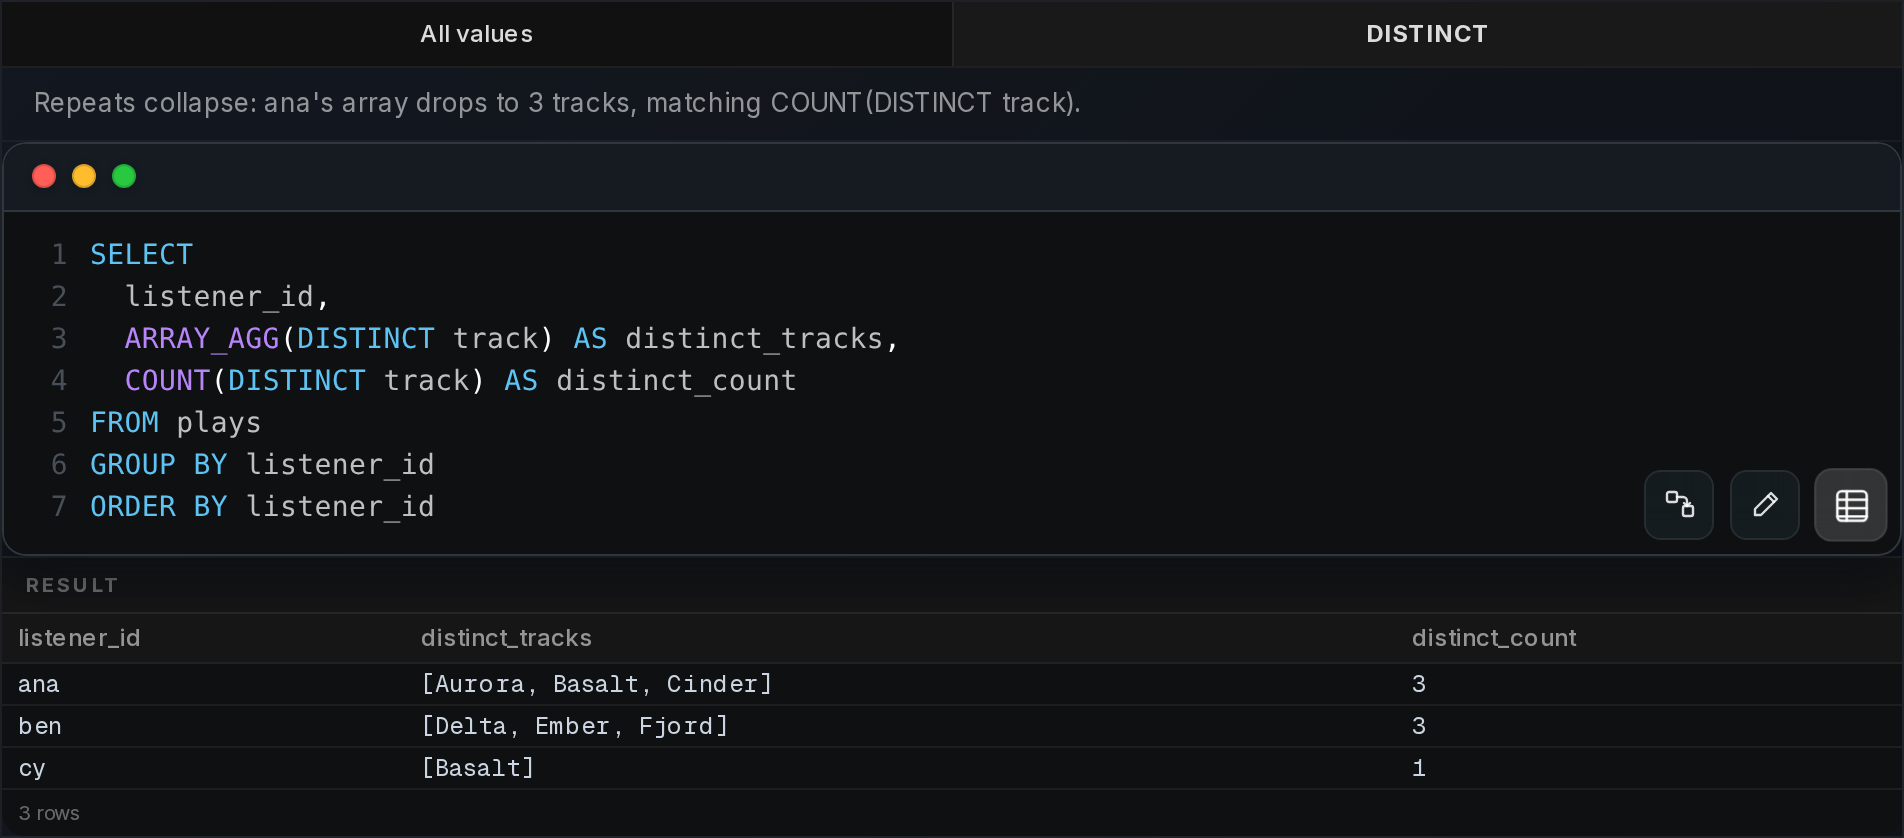 All values
DISTINCT
Repeats collapse: ana's array drops to 3 tracks, matching COUNT(DISTINCT track).
1 SELECT
2   listener_id,
3   ARRAY_AGG(DISTINCT track) AS distinct_tracks,
4   COUNT(DISTINCT track) AS distinct_count
5 FROM plays
6 GROUP BY listener_id
7 ORDER BY listener_id
RESULT
listener_id distinct_tracks distinct_count
ana [Aurora, Basalt, Cinder] 3
ben [Delta, Ember, Fjord] 3
cy [Basalt] 1
3 rows